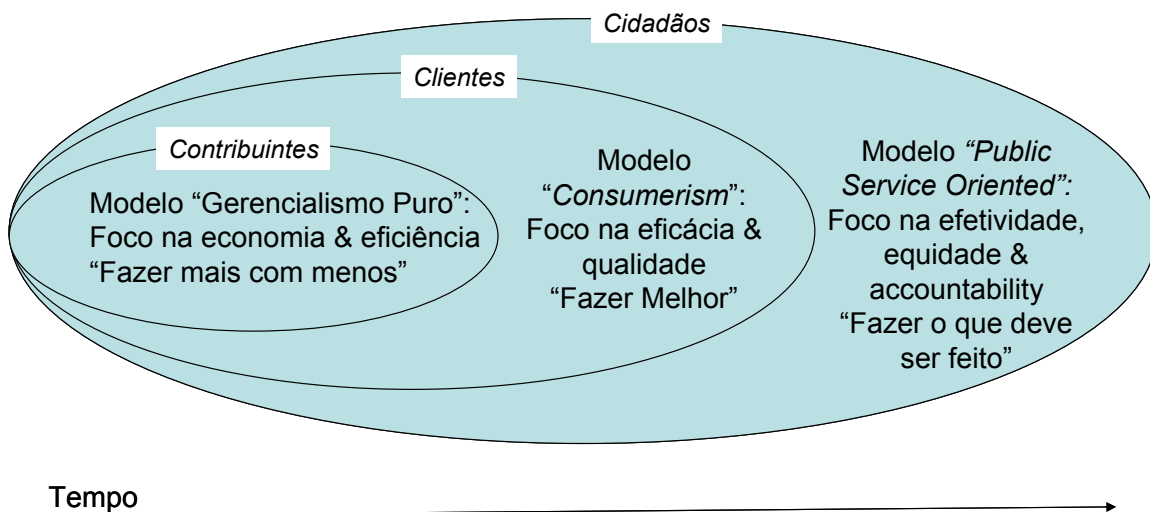 Cidadãos
Clientes
Contribuintes
Modelo “Gerencialismo Puro”:
Foco na economia & eficiência
“Fazer mais com menos”
Modelo
“Consumerism”:
Foco na eficácia &
qualidade
“Fazer Melhor”
Modelo “Public
Service Oriented”:
Foco na efetividade,
equidade &
accountability
“Fazer o que deve
ser feito”
Tempo